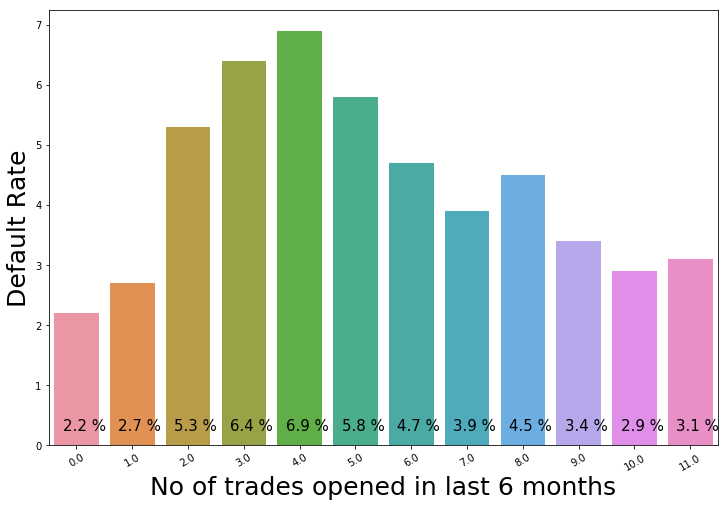 7
6
5
4
3
2
1
0
Default Rate
2.2 % 2.7 % 5.3 % 6.4 % 6.9 % 5.8 % 4.7 % 3.9 % 4.5 % 3.4 % 2.9 % 3.1 %
0.0 1.0 2.0 3.0 4.0 5.0 6.0 7.0 8.0 9.0 10.0 11.0
No of trades opened in last 6 months